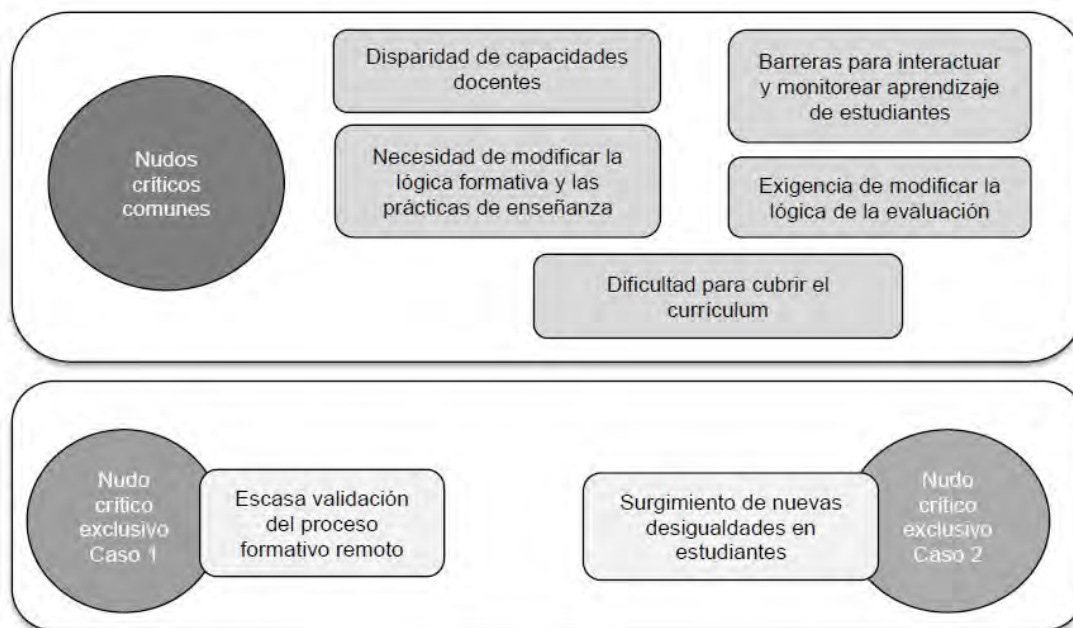 Nudos
críticos
comunes
Disparidad de capacidades
docentes
Barreras para interactuar
y monitorear aprendizaje
de estudiantes
Necesidad de modificar la
lógica formativa y las
prácticas de enseñanza
Exigencia de modificar la
lógica de la evaluación
Dificultad para cubrir el
currículum
Nudo
crítico
exclusivo
Caso 1
Escasa validación
del proceso
formativo remoto
Surgimiento de nuevas
desigualdades en
estudiantes
Nudo
crítico
exclusivo
Caso 2